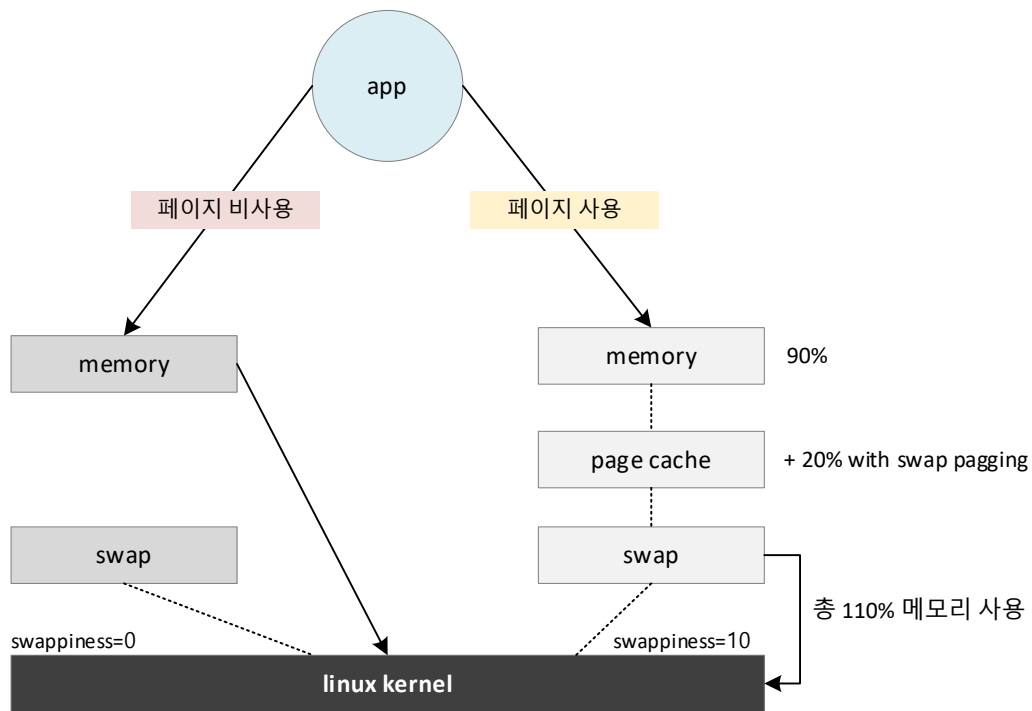 app
페이지 비사용
페이지 사용
memory
memory
90%
page cache
+ 20% with swap pagging
swap
swap
총 110% 메모리 사용
swappiness=0
swappiness=10
linux kernel